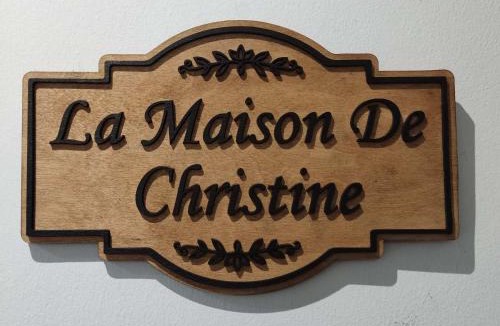 La Maison De
Christine